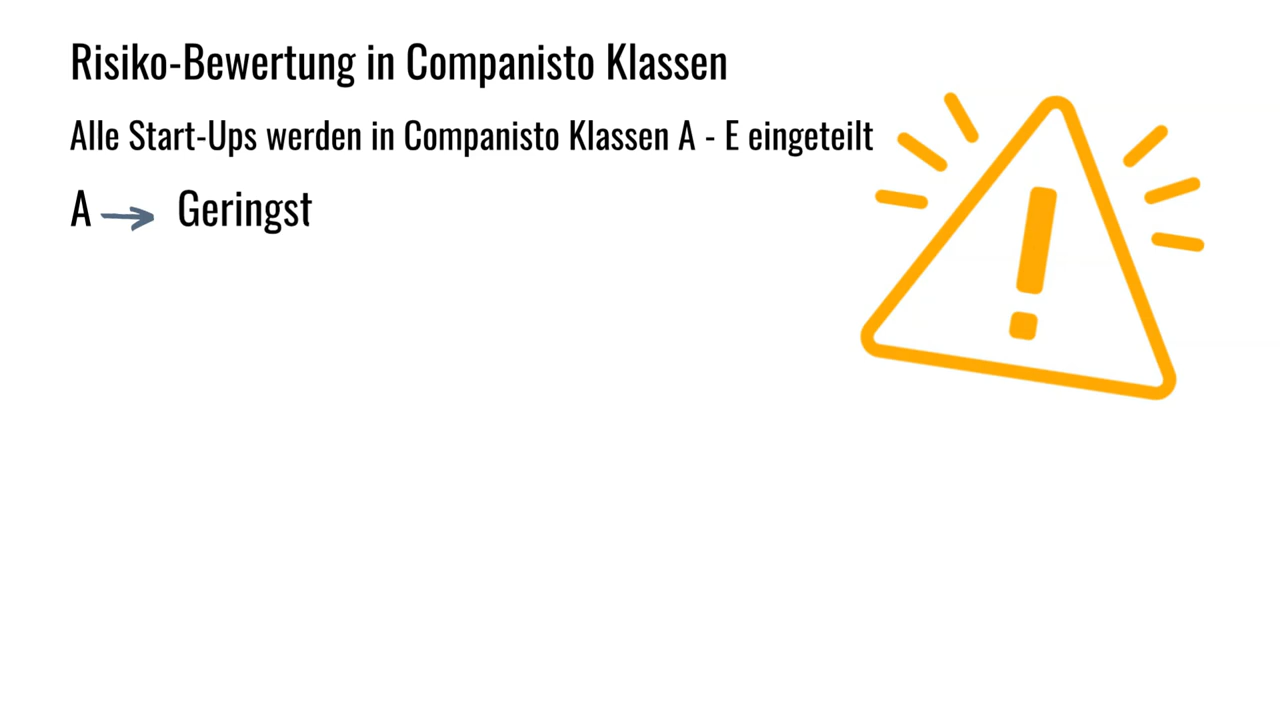 Risiko-Bewertung in Companisto Klassen
Alle Start-Ups werden in Companisto Klassen A - E eingeteilt
A → Geringst